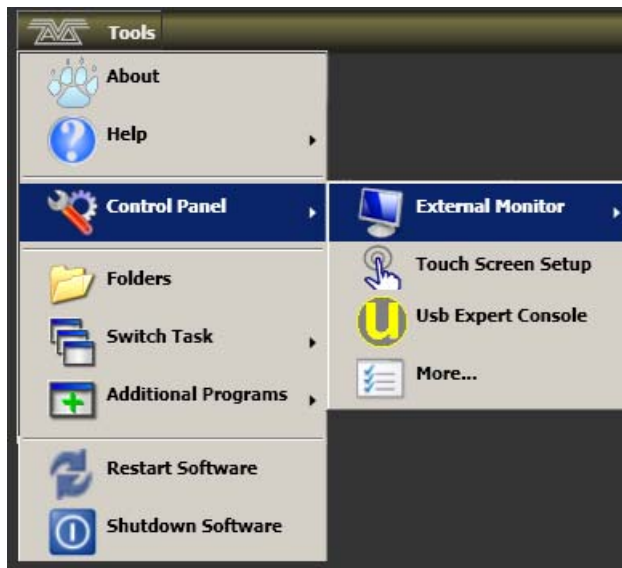 Tools
About
Help
Control Panel
External Monitor
Touch Screen Setup
Usb Expert Console
More...
Folders
Switch Task
Additional Programs
Restart Software
Shutdown Software